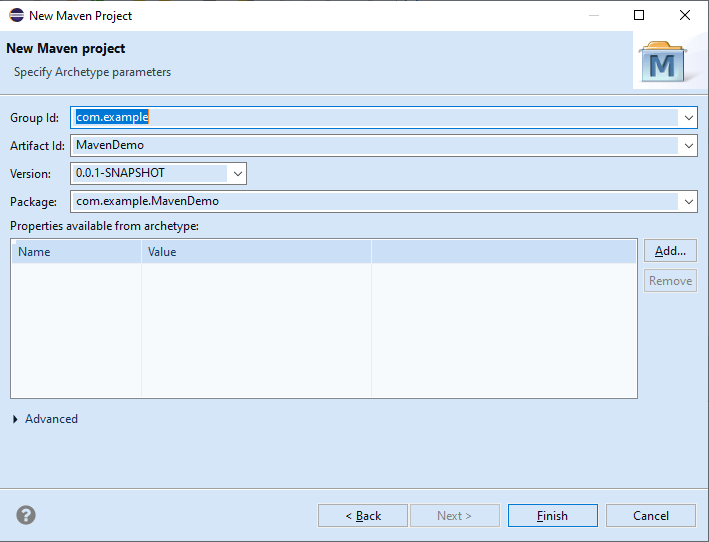 New Maven Project
New Maven project
Specify Archetype parameters
M
Group Id: com.example
Artifact Id: MavenDemo
Version: 0.0.1-SNAPSHOT
Package: com.example.MavenDemo
Properties available from archetype:
Name Value
Add...
Remove
Advanced
?
< Back Next > Finish Cancel